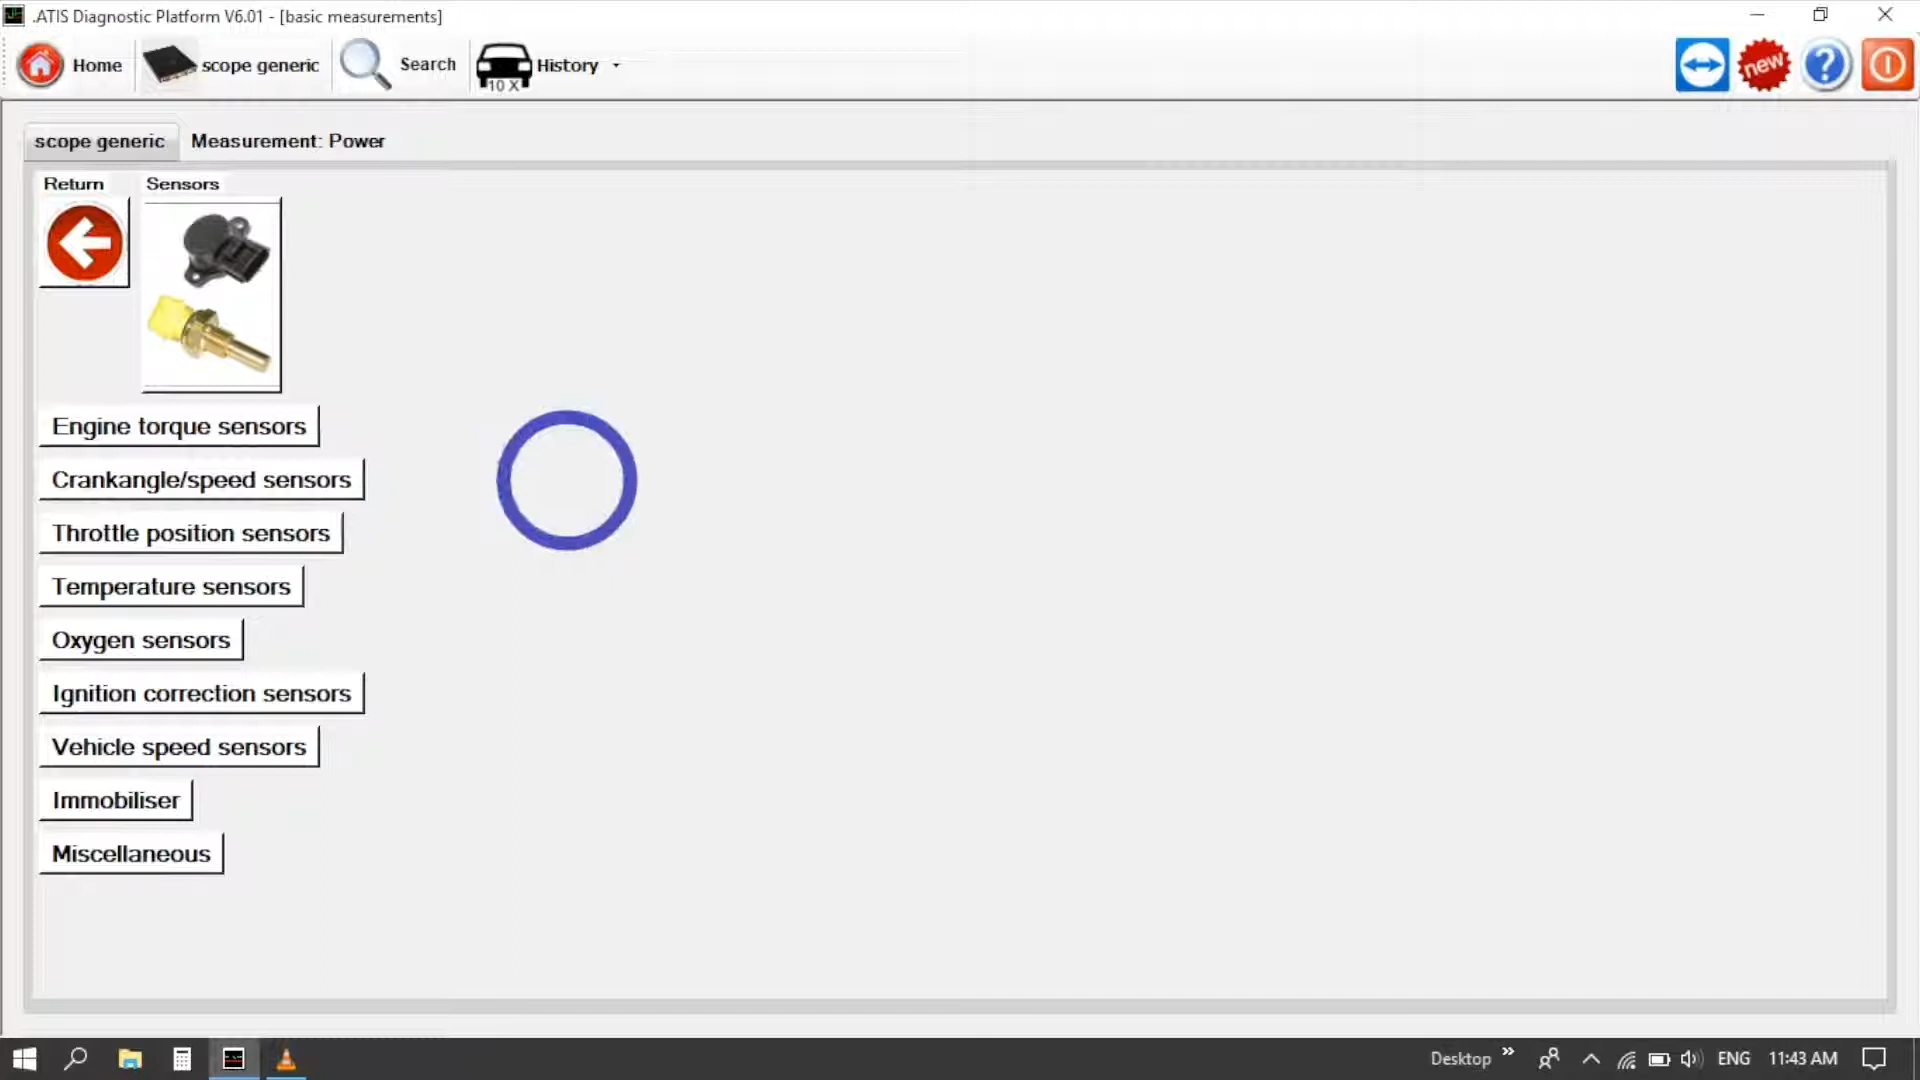 .ATIS Diagnostic Platform V6.01 - [basic measurements]
Home
scope generic
Search
10 X
History
new
?
scope generic
Measurement: Power
Return
Sensors
Engine torque sensors
Crankangle/speed sensors
Throttle position sensors
Temperature sensors
Oxygen sensors
Ignition correction sensors
Vehicle speed sensors
Immobiliser
Miscellaneous
Desktop
ENG
11:43 AM